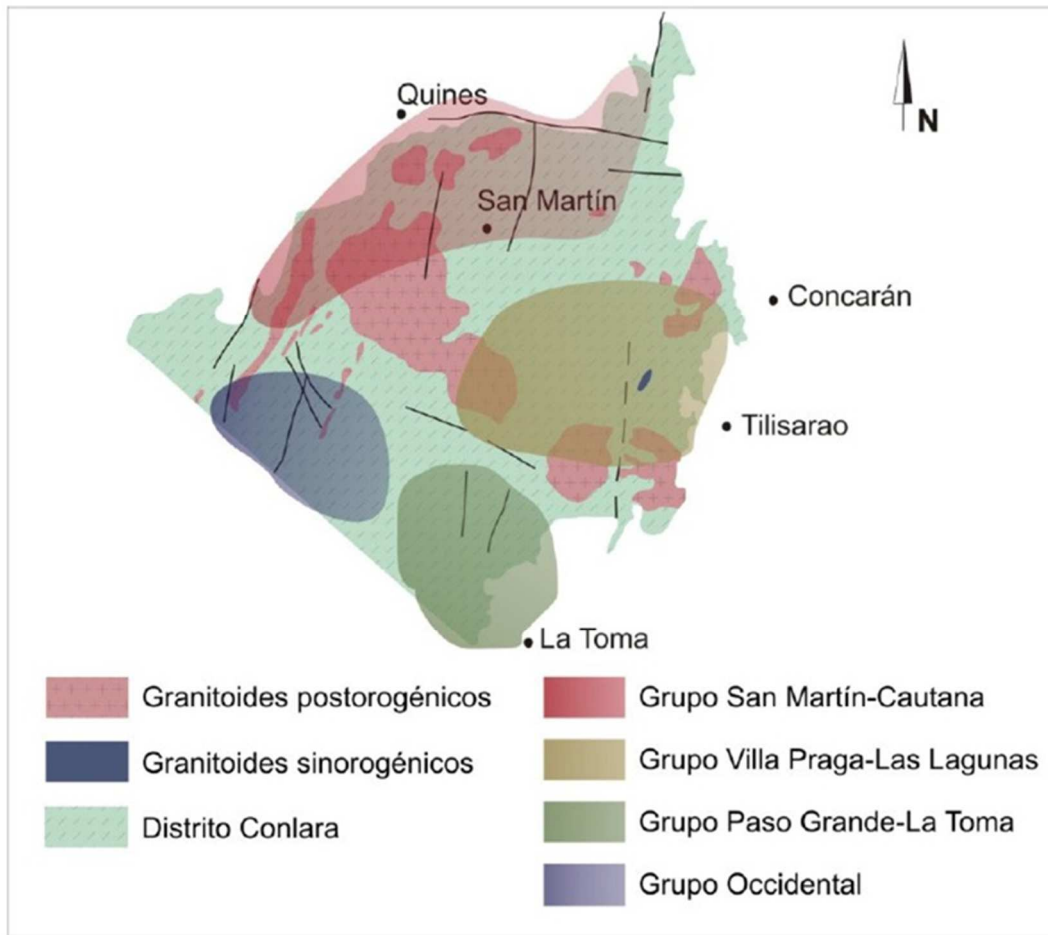 Quines
N
San Martín
Concarán
Tilisarao
La Toma
Granitoides postorogénicos
Granitoides sinorogénicos
Distrito Conlara
Grupo San Martín-Cautana
Grupo Villa Praga-Las Lagunas
Grupo Paso Grande-La Toma
Grupo Occidental